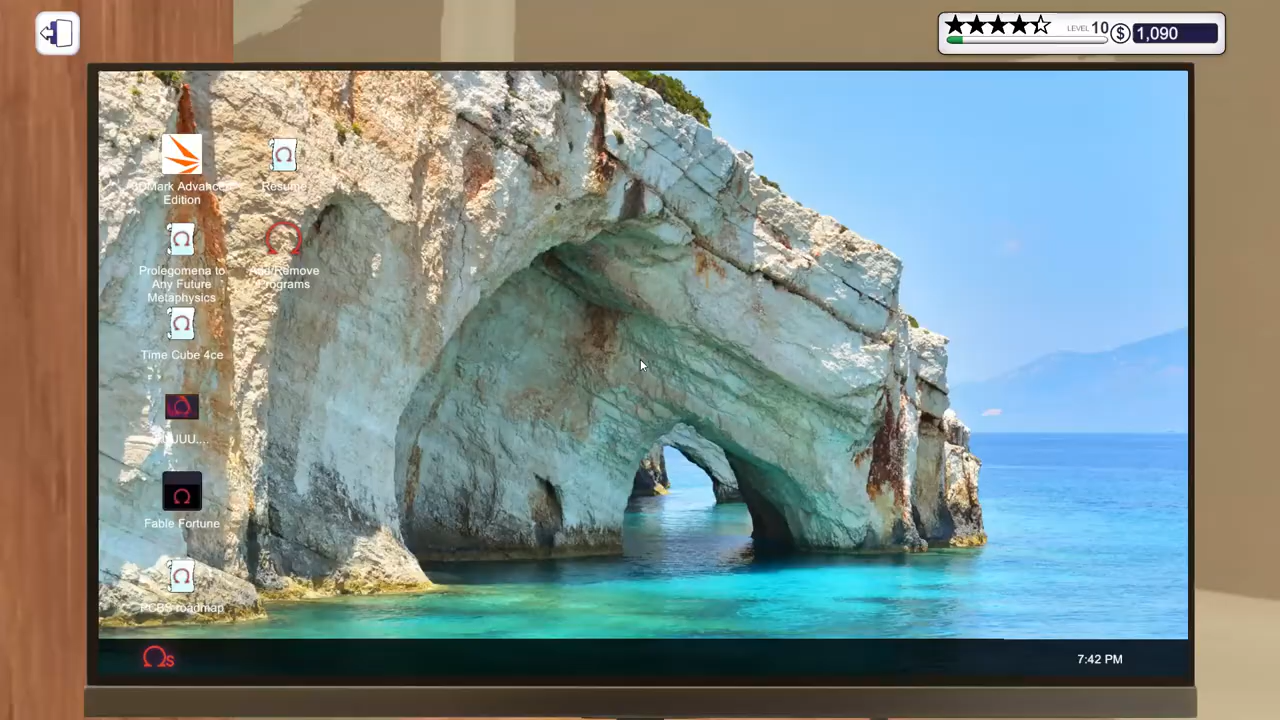 LEVEL 10
$ 1,090
3DMark Advanced
Edition
Resume
Prolegomena to
Any Future
Metaphysics
Add/Remove
Programs
Time Cube 4ce
Fable Fortune
PCBS roadmap
Ωs
7:42 PM